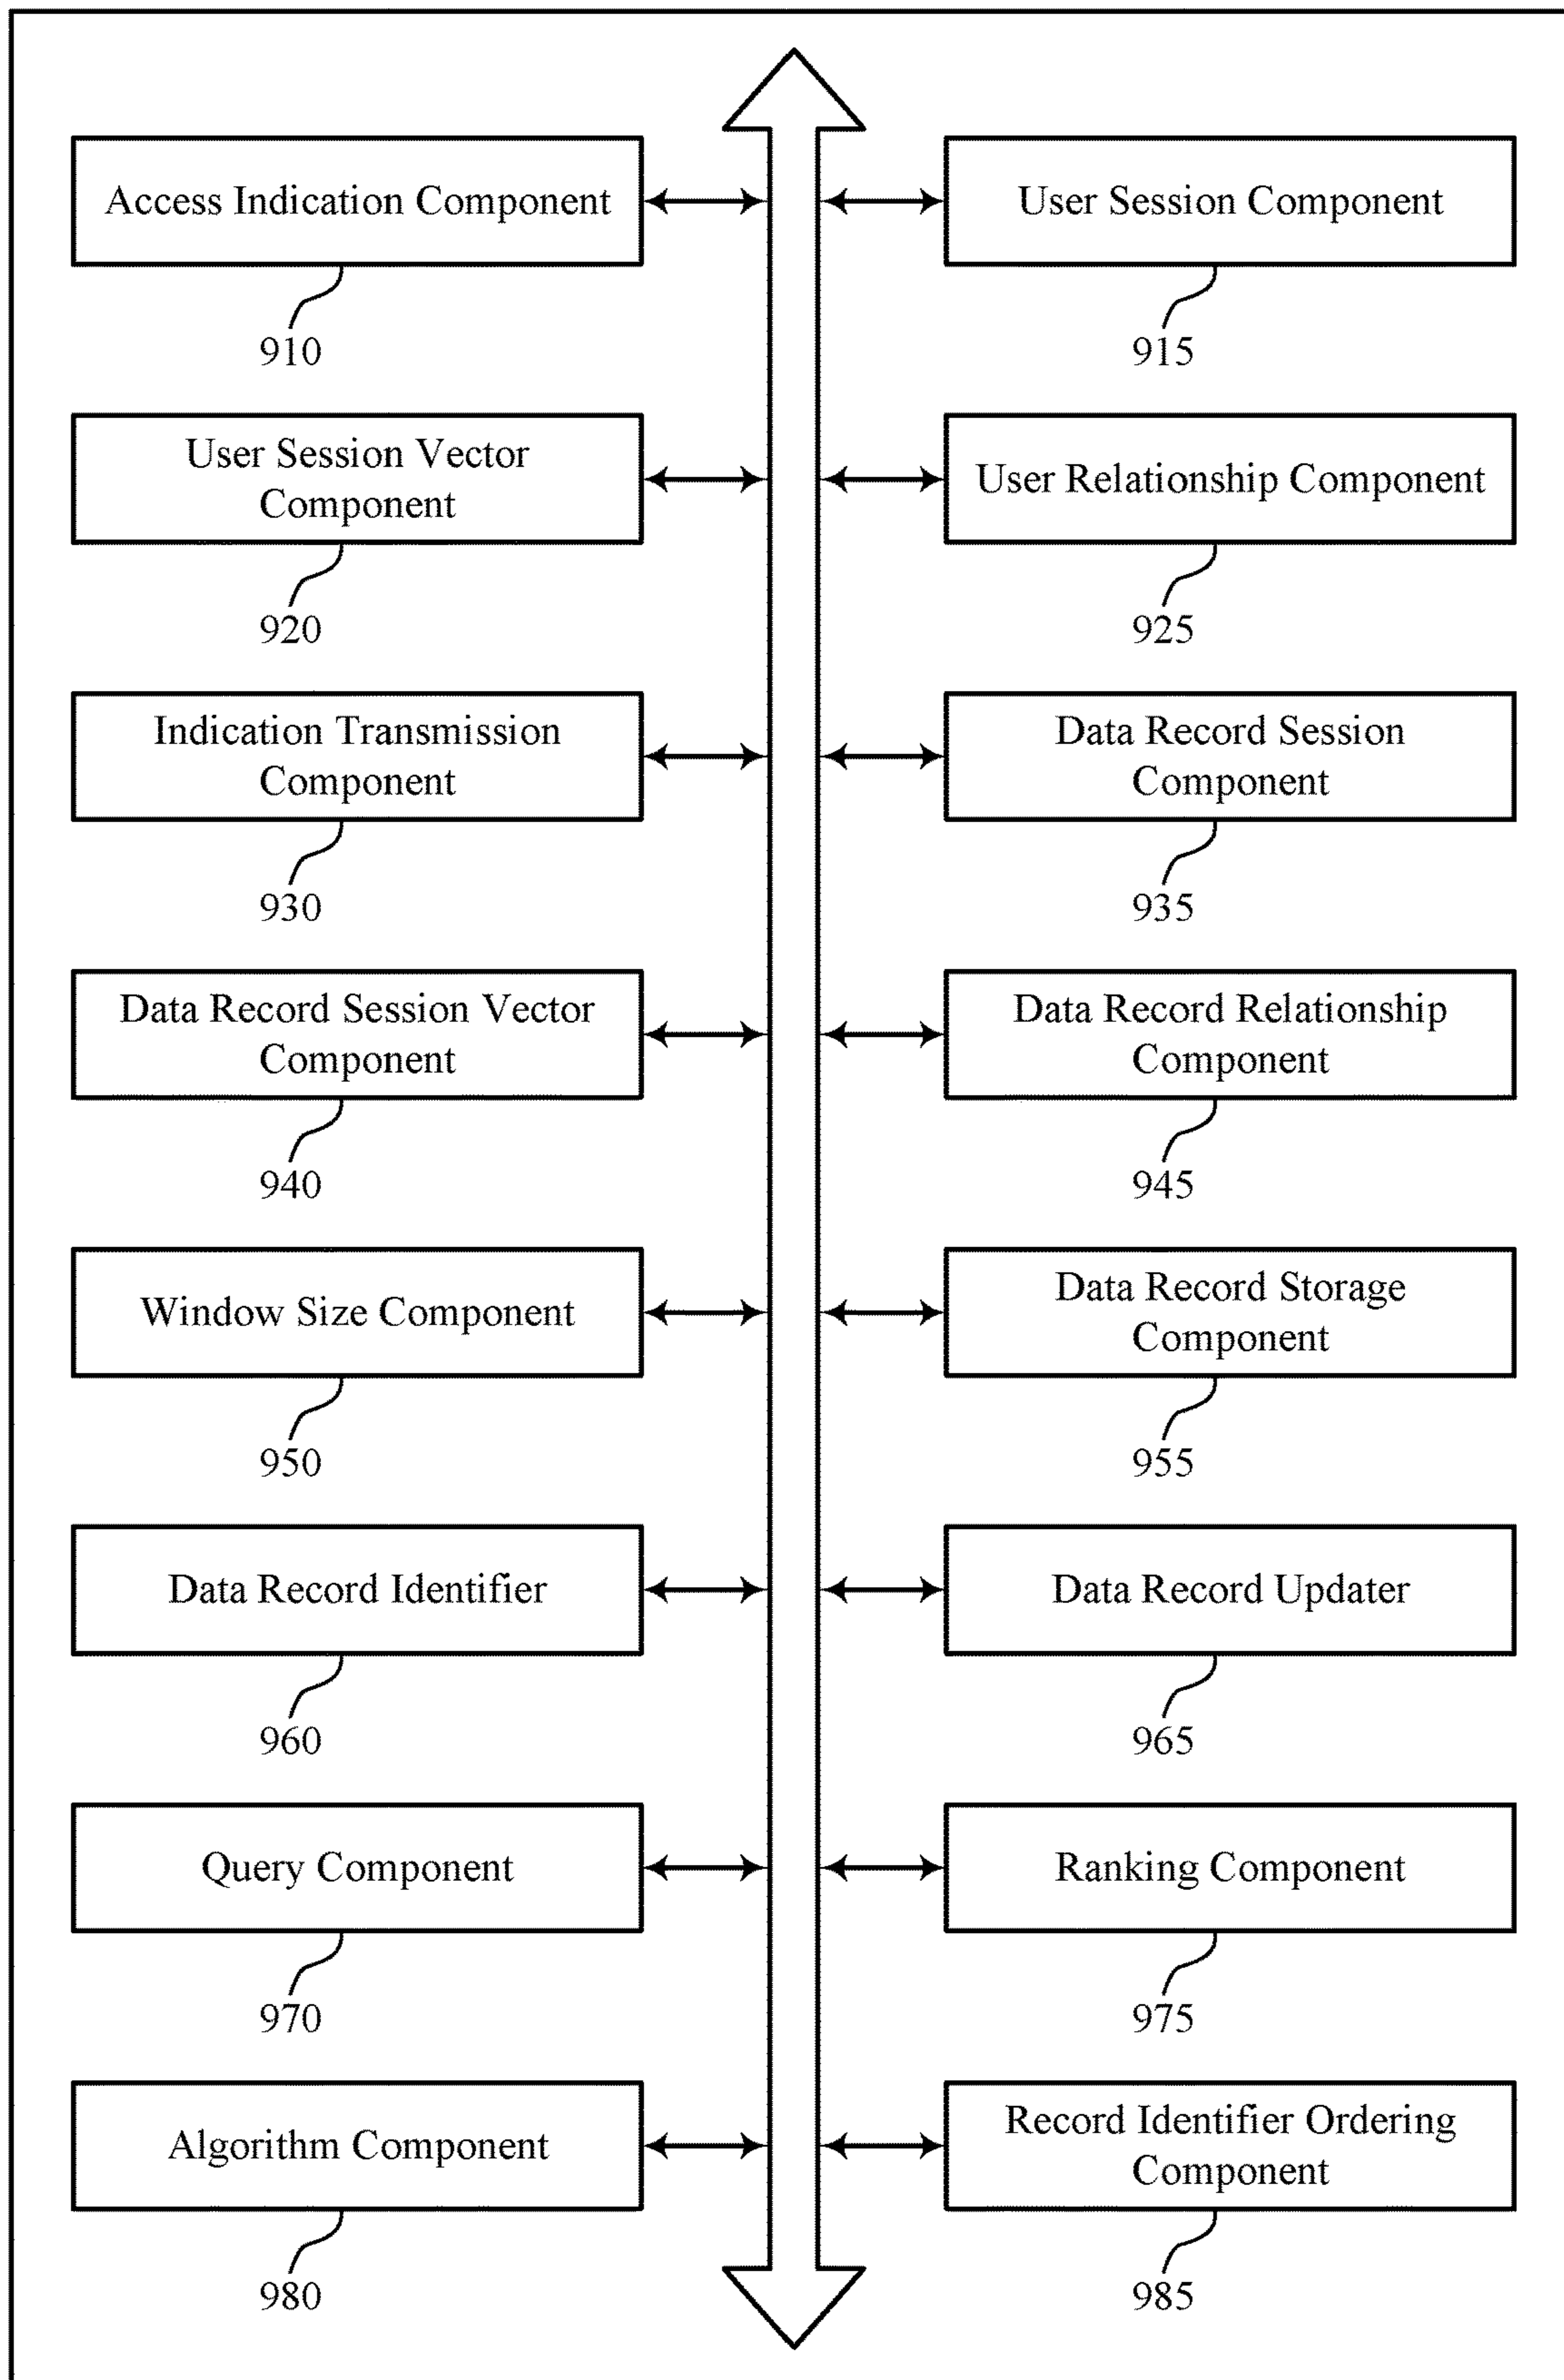 Access Indication Component
910
User Session Component
915
User Session Vector
Component
920
User Relationship Component
925
Indication Transmission
Component
930
Data Record Session
Component
935
Data Record Session Vector
Component
940
Data Record Relationship
Component
945
Window Size Component
950
Data Record Storage
Component
955
Data Record Identifier
960
Data Record Updater
965
Query Component
970
Ranking Component
975
Algorithm Component
980
Record Identifier Ordering
Component
985